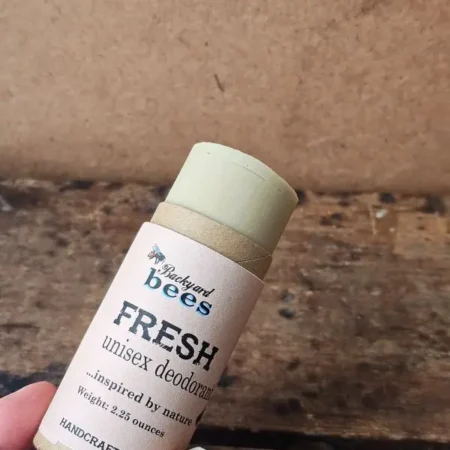 Backyard
bees
FRESH
unisex deodorant
...inspired by nature
Weight: 2.25 ounces